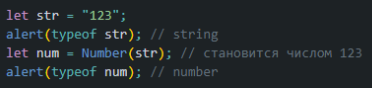 let str = "123";
alert(typeof str); // string
let num = Number(str); // становится числом 123
alert(typeof num); // number